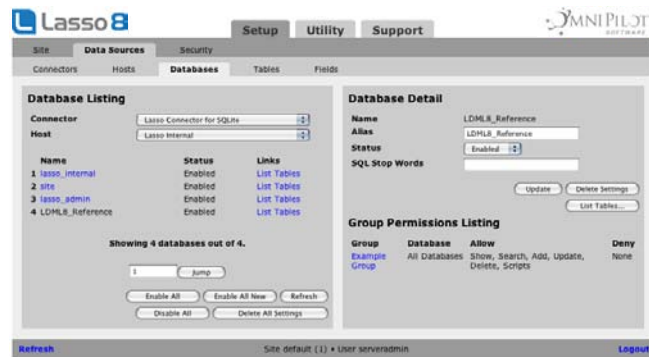 Lasso 8
Setup Utility Support
OMNIPILOT
SOFTWARE
Site Data Sources Security
Connectors Hosts Databases Tables Fields
Database Listing
Connector Lasso Connector for SQLite
Host Lasso Internal
Name Status Links
1 lasso_internal Enabled List Tables
2 site Enabled List Tables
3 lasso_admin Enabled List Tables
4 LDML8_Reference Enabled List Tables
Showing 4 databases out of 4.
1 Jump
Enable All Enable All New Refresh
Disable All Delete All Settings
Database Detail
Name LDML8_Reference
Alias LDML8_Reference
Status Enabled
SQL Stop Words
Update Delete Settings
List Tables...
Group Permissions Listing
Group Database Allow Deny
Example Group All Databases Show, Search, Add, Update, Delete, Scripts None
Refresh Site default (1) • User serveradmin Logout